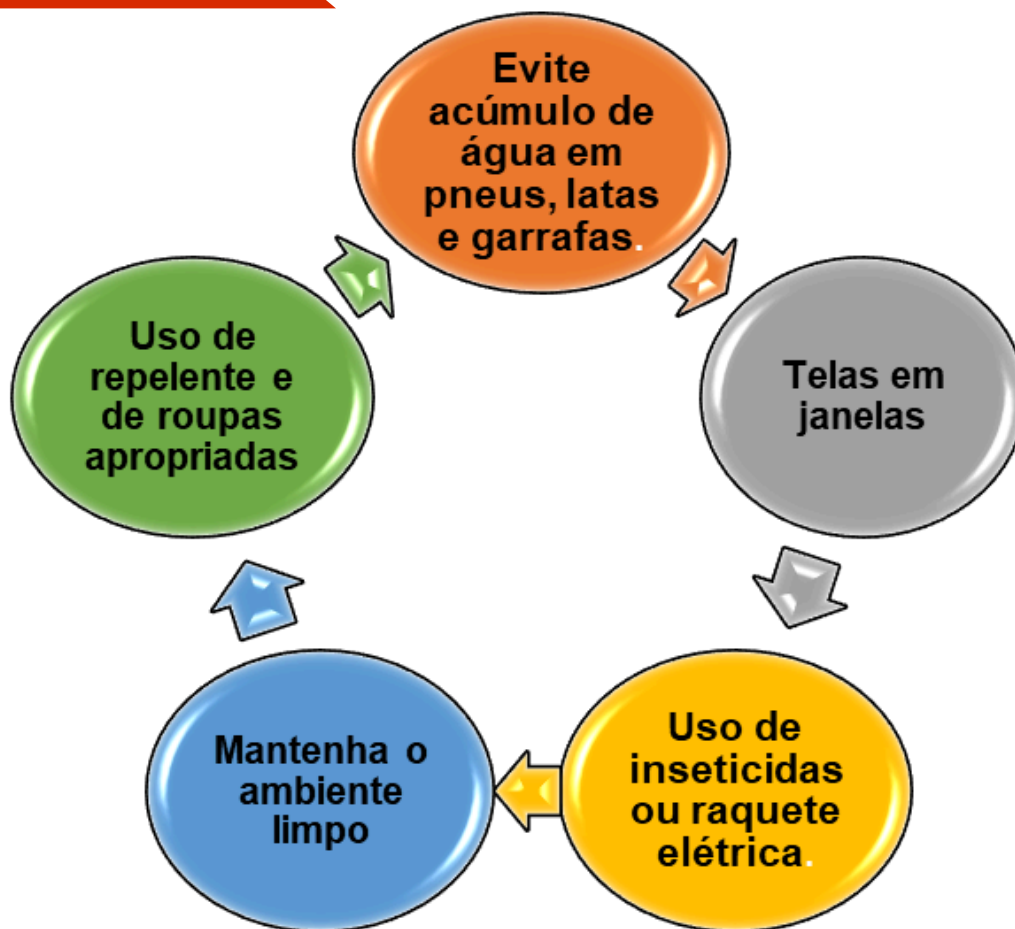 Evite
acúmulo de
água em
pneus, latas
e garrafas.
Telas em
janelas
Uso de
inseticidas
ou raquete
elétrica.
Mantenha o
ambiente
limpo
Uso de
repelente e
de roupas
apropriadas